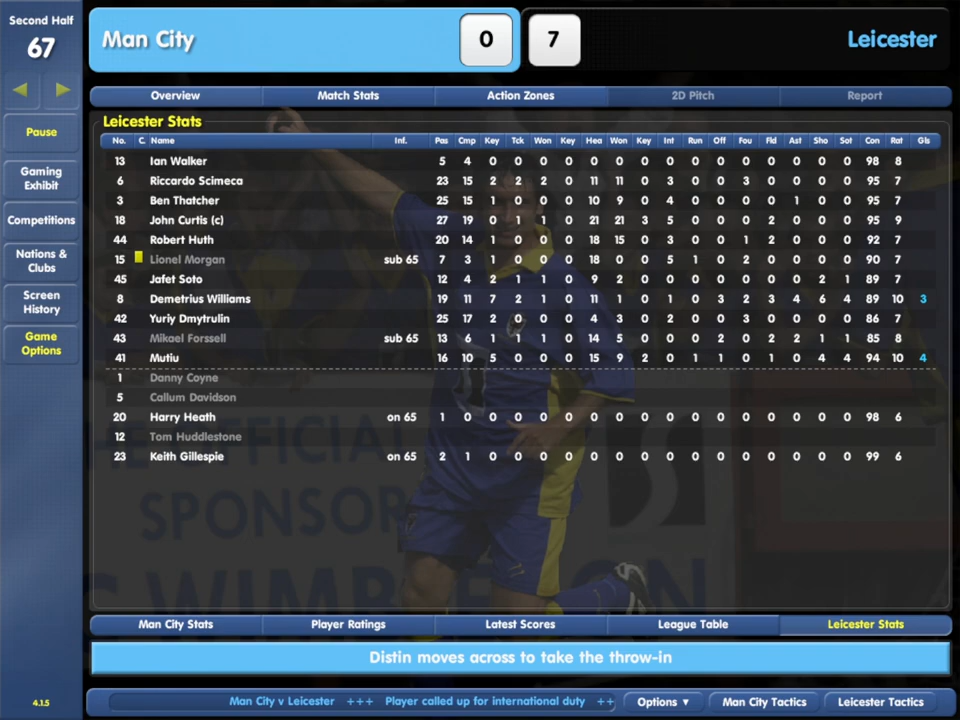 Second Half
67
Man City 0 7 Leicester
Overview Match Stats Action Zones 2D Pitch Report
Pause
Gaming
Exhibit
Competitions
Nations &
Clubs
Screen
History
Game
Options
Leicester Stats
No. C. Name Inf. Pas Cmp Key Tck Won Key Hea Won Key Int Run Off Fou Fld Ast Sho Sot Con Rat Gls
13 Ian Walker 5 4 0 0 0 0 0 0 0 0 0 0 0 0 0 0 0 98 8
6 Riccardo Scimeca 23 15 2 2 2 0 11 11 0 3 0 0 3 0 0 0 0 95 7
3 Ben Thatcher 25 15 1 0 0 0 10 9 0 4 0 0 0 0 1 0 0 95 7
18 John Curtis (c) 27 19 0 1 1 0 21 21 3 5 0 0 0 2 0 0 0 95 9
44 Robert Huth 20 14 1 0 0 0 18 15 0 3 0 0 1 2 0 0 0 92 7
15 Lionel Morgan sub 65 7 3 1 0 0 0 18 0 0 5 1 0 2 0 0 0 0 90 7
45 Jafet Soto 12 4 2 1 1 0 9 2 0 1 0 0 0 0 0 2 1 89 7
8 Demetrius Williams 19 11 7 2 1 0 11 1 0 1 0 3 2 3 4 6 4 89 10 3
42 Yuriy Dmytrulin 25 17 2 0 0 0 4 3 0 2 0 0 3 0 0 0 0 86 7
43 Mikael Forssell sub 65 13 6 1 1 1 0 14 5 0 0 0 2 0 2 2 1 1 85 8
41 Mutiu 16 10 5 0 0 0 15 9 2 0 1 1 0 1 0 4 4 94 10 4
1 Danny Coyne
5 Callum Davidson
20 Harry Heath on 65 1 0 0 0 0 0 0 0 0 0 0 0 0 0 0 0 0 98 6
12 Tom Huddlestone
23 Keith Gillespie on 65 2 1 0 0 0 0 0 0 0 0 0 0 0 0 0 0 0 99 6
THE OFFICIAL
SPONSOR
Man City Stats Player Ratings Latest Scores League Table Leicester Stats
Distin moves across to take the throw-in
4.1.5
Man City v Leicester +++ Player called up for international duty ++ Options ▼ Man City Tactics Leicester Tactics